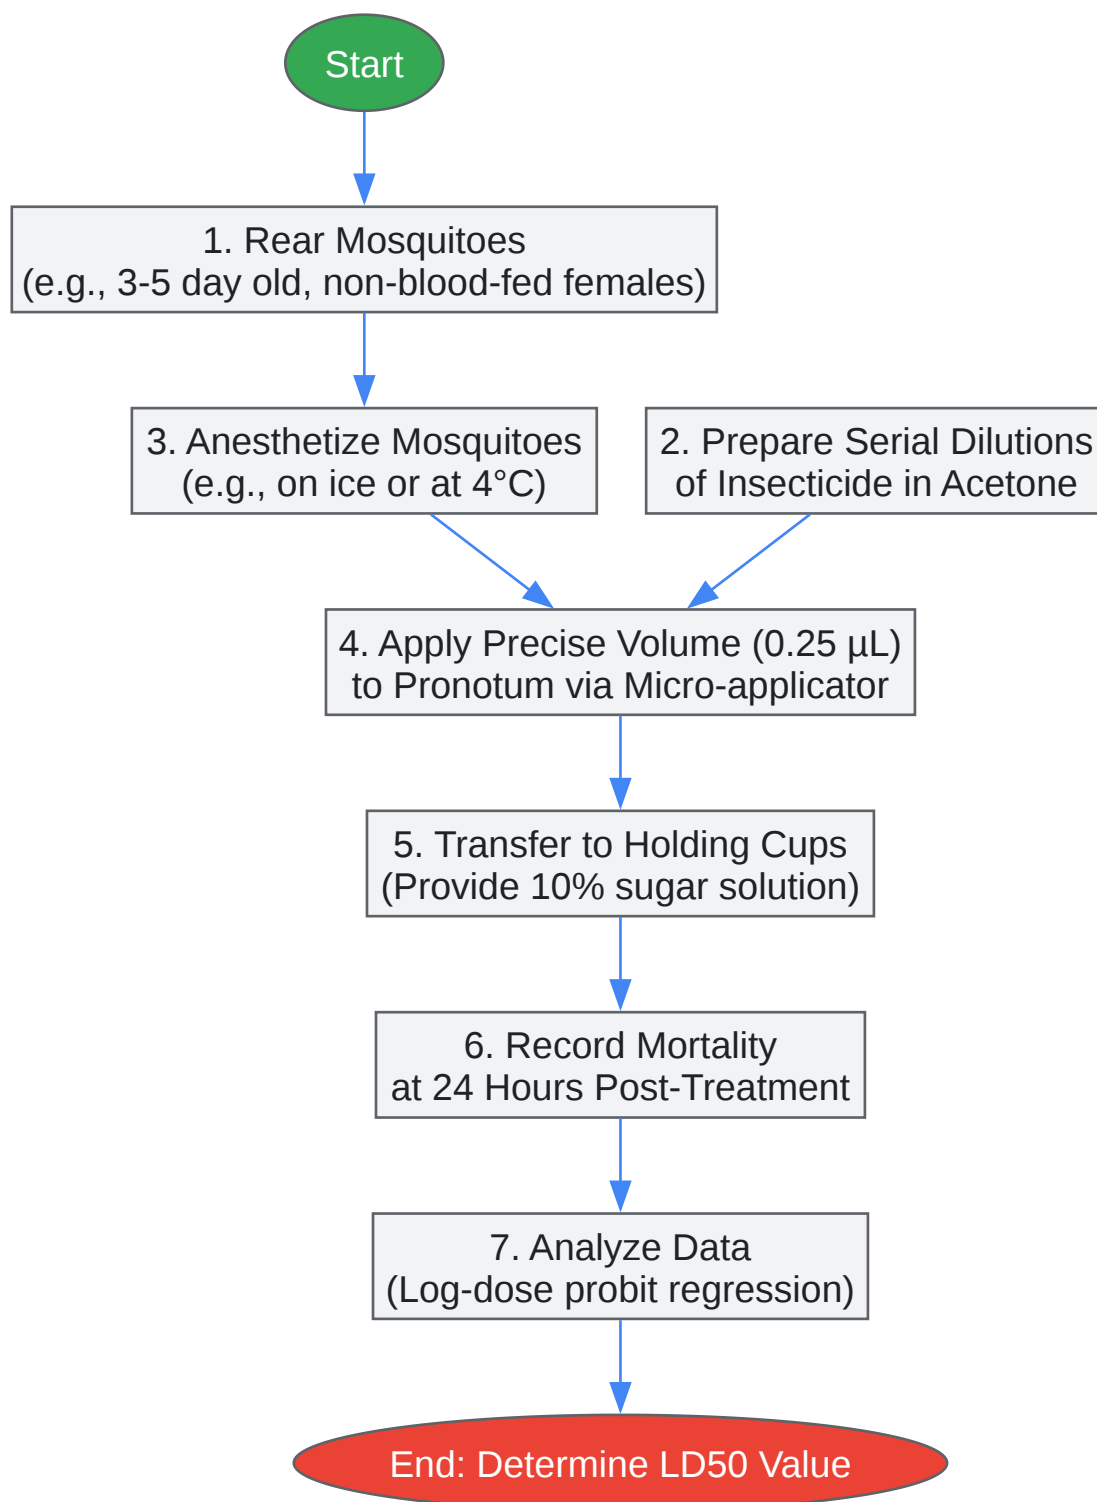 Start
1. Rear Mosquitoes
(e.g., 3-5 day old, non-blood-fed females)
3. Anesthetize Mosquitoes
(e.g., on ice or at 4°C)
2. Prepare Serial Dilutions
of Insecticide in Acetone
4. Apply Precise Volume (0.25 µL)
to Pronotum via Micro-applicator
5. Transfer to Holding Cups
(Provide 10% sugar solution)
6. Record Mortality
at 24 Hours Post-Treatment
7. Analyze Data
(Log-dose probit regression)
End: Determine LD50 Value